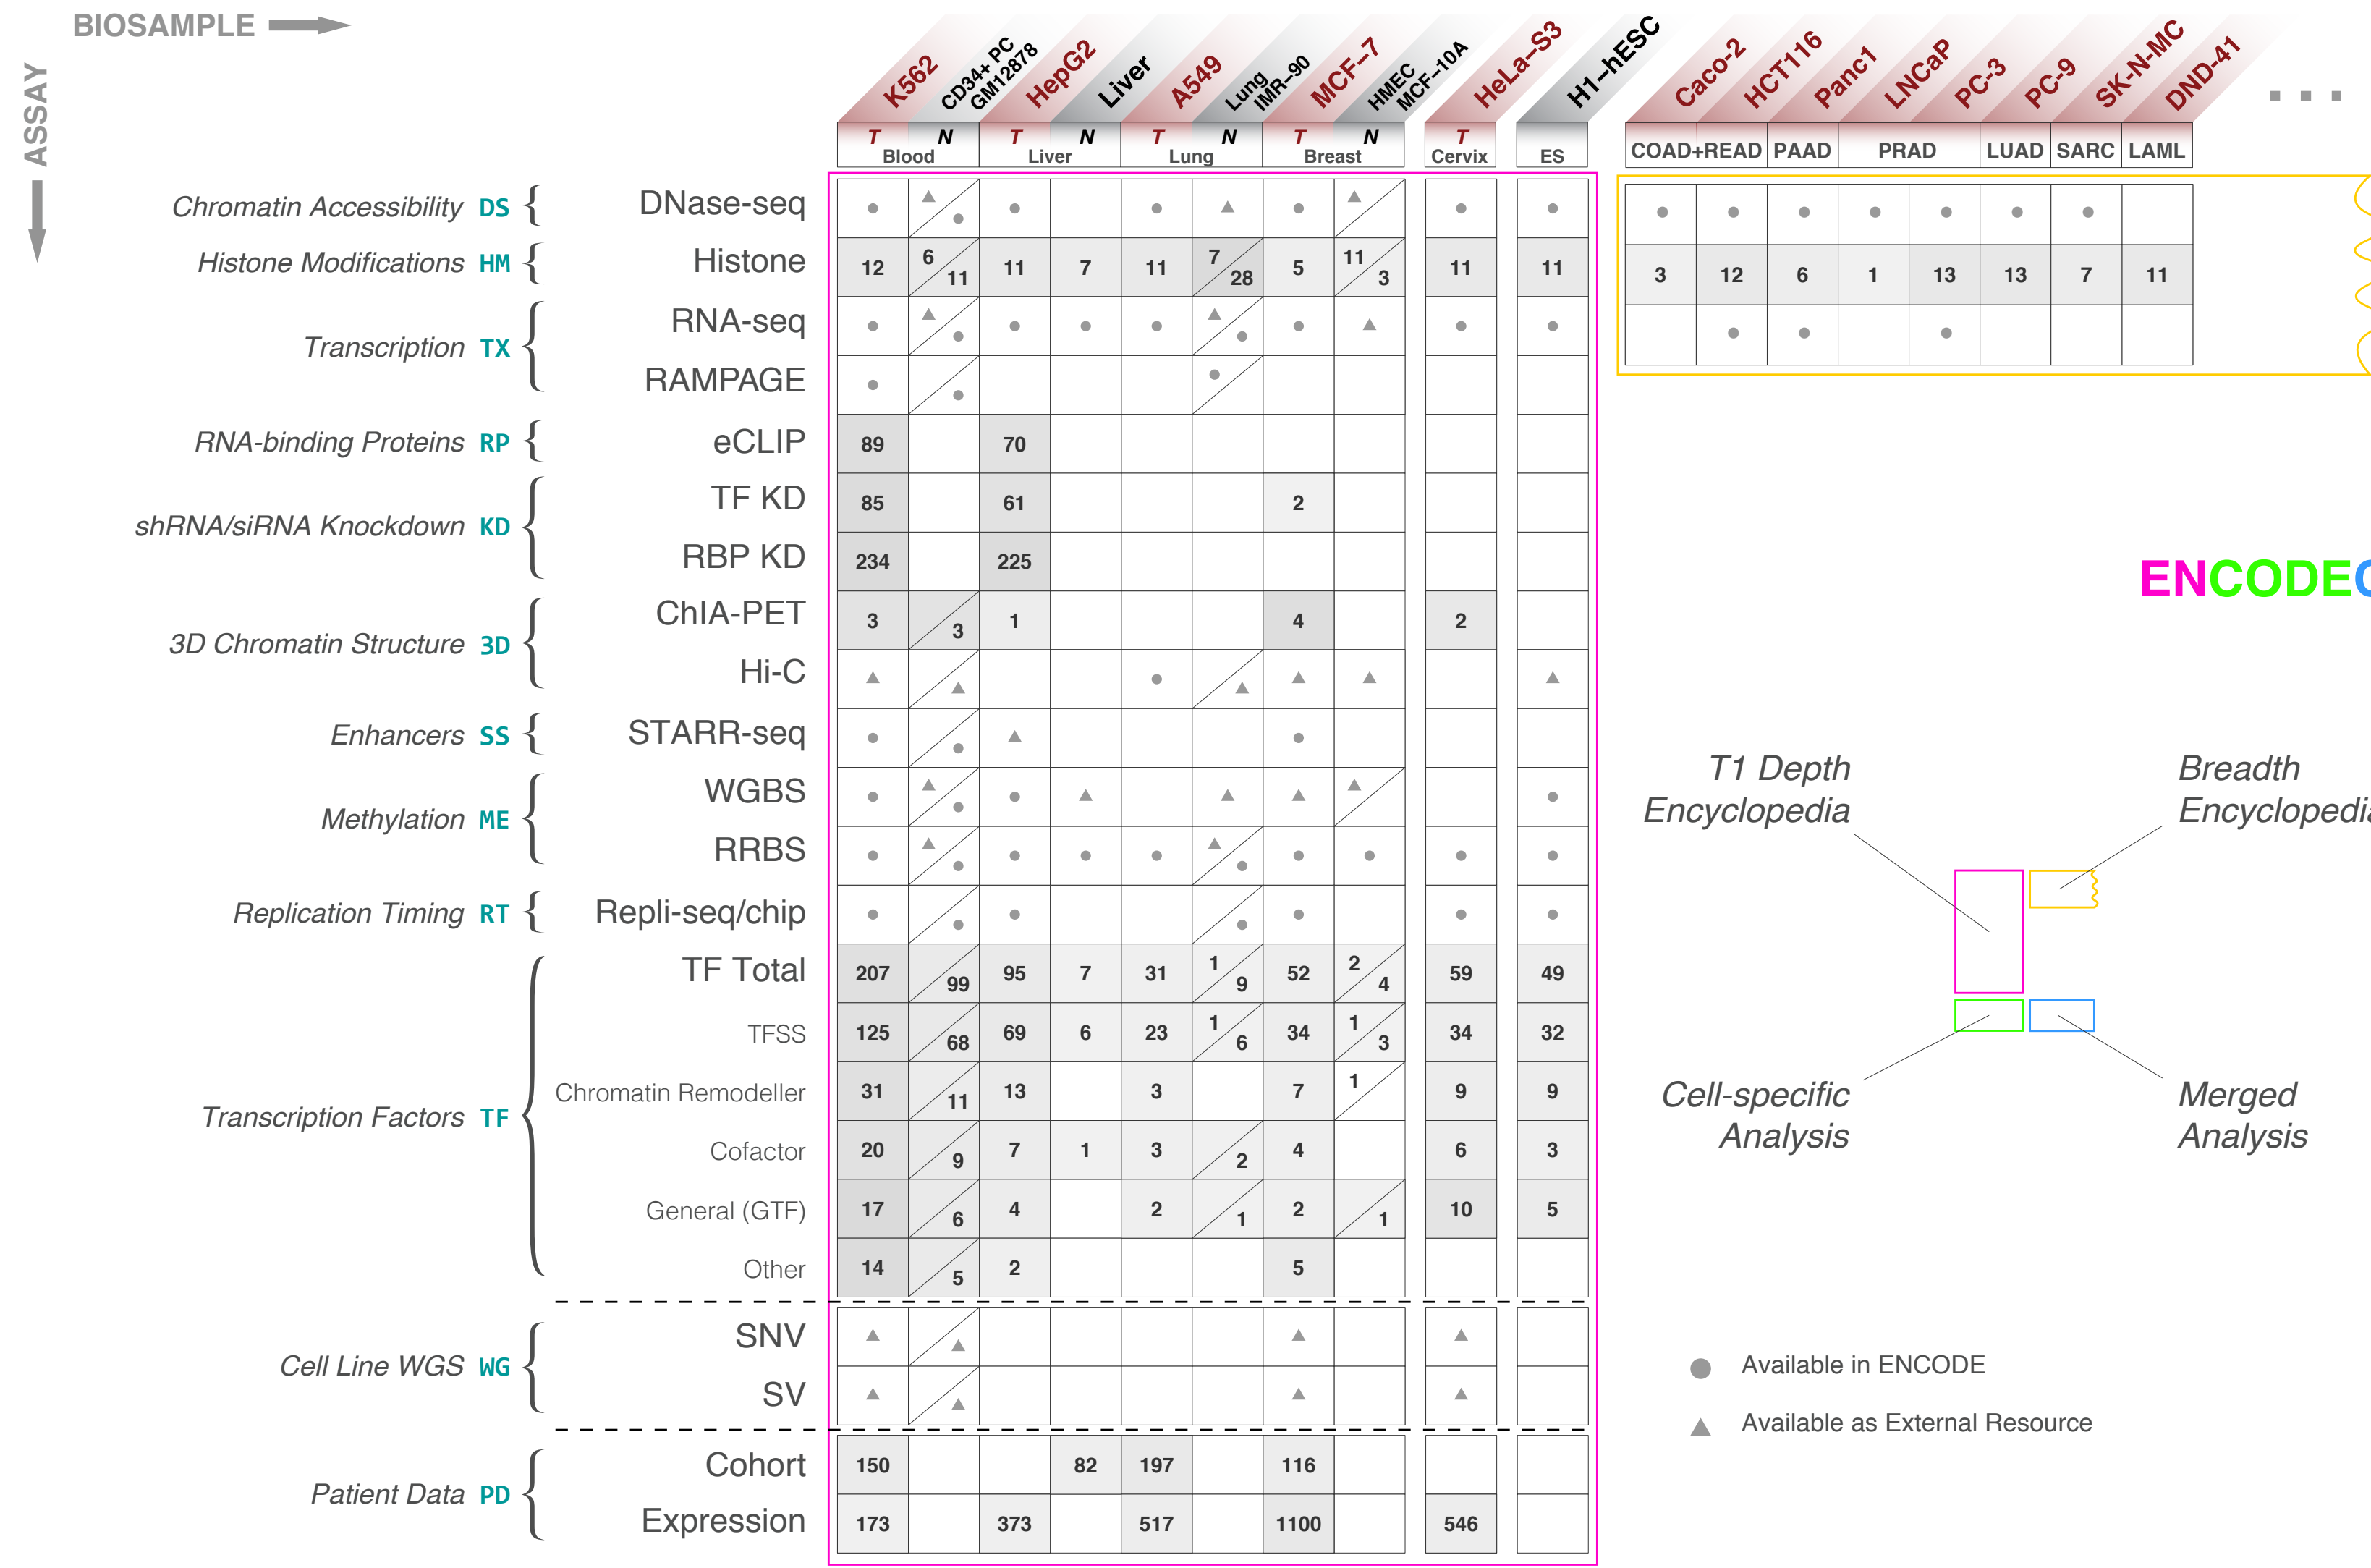 BIOSAMPLE
ASSAY
K562
CD34+ PC
GM12878
HepG2
Liver
A549
Lung
IMR–90
MCF–7
HMEC
MCF–10A
HeLa–S3
H1–hESC
Caco-2
HCT116
Panc1
LNCaP
PC-3
PC-9
SK-N-MC
DND-41
T N T N T N T N T
Blood Liver Lung Breast Cervix ES COAD+READ PAAD PRAD LUAD SARC LAML
Chromatin Accessibility DS { DNase-seq
Histone Modifications HM { Histone 12 6 11 11 7 11 7 28 5 11 3 11 11 3 12 6 1 13 13 7 11
Transcription TX { RNA-seq
RAMPAGE
RNA-binding Proteins RP { eCLIP 89 70
shRNA/siRNA Knockdown KD { TF KD 85 61 2
RBP KD 234 225
3D Chromatin Structure 3D { ChIA-PET 3 3 1 4 2
Hi-C
Enhancers SS { STARR-seq
Methylation ME { WGBS
RRBS
Replication Timing RT { Repli-seq/chip
Transcription Factors TF { TF Total 207 99 95 7 31 1 9 52 2 4 59 49
TFSS 125 68 69 6 23 1 6 34 1 3 34 32
Chromatin Remodeller 31 11 13 3 7 1 9 9
Cofactor 20 9 7 1 3 2 4 6 3
General (GTF) 17 6 4 2 1 2 1 10 5
Other 14 5 2 5
Cell Line WGS WG { SNV
SV
Patient Data PD { Cohort 150 82 197 116
Expression 173 373 517 1100 546
ENCODEC
T1 Depth
Encyclopedia
Breadth
Encyclopedia
Cell-specific
Analysis
Merged
Analysis
Available in ENCODE
Available as External Resource